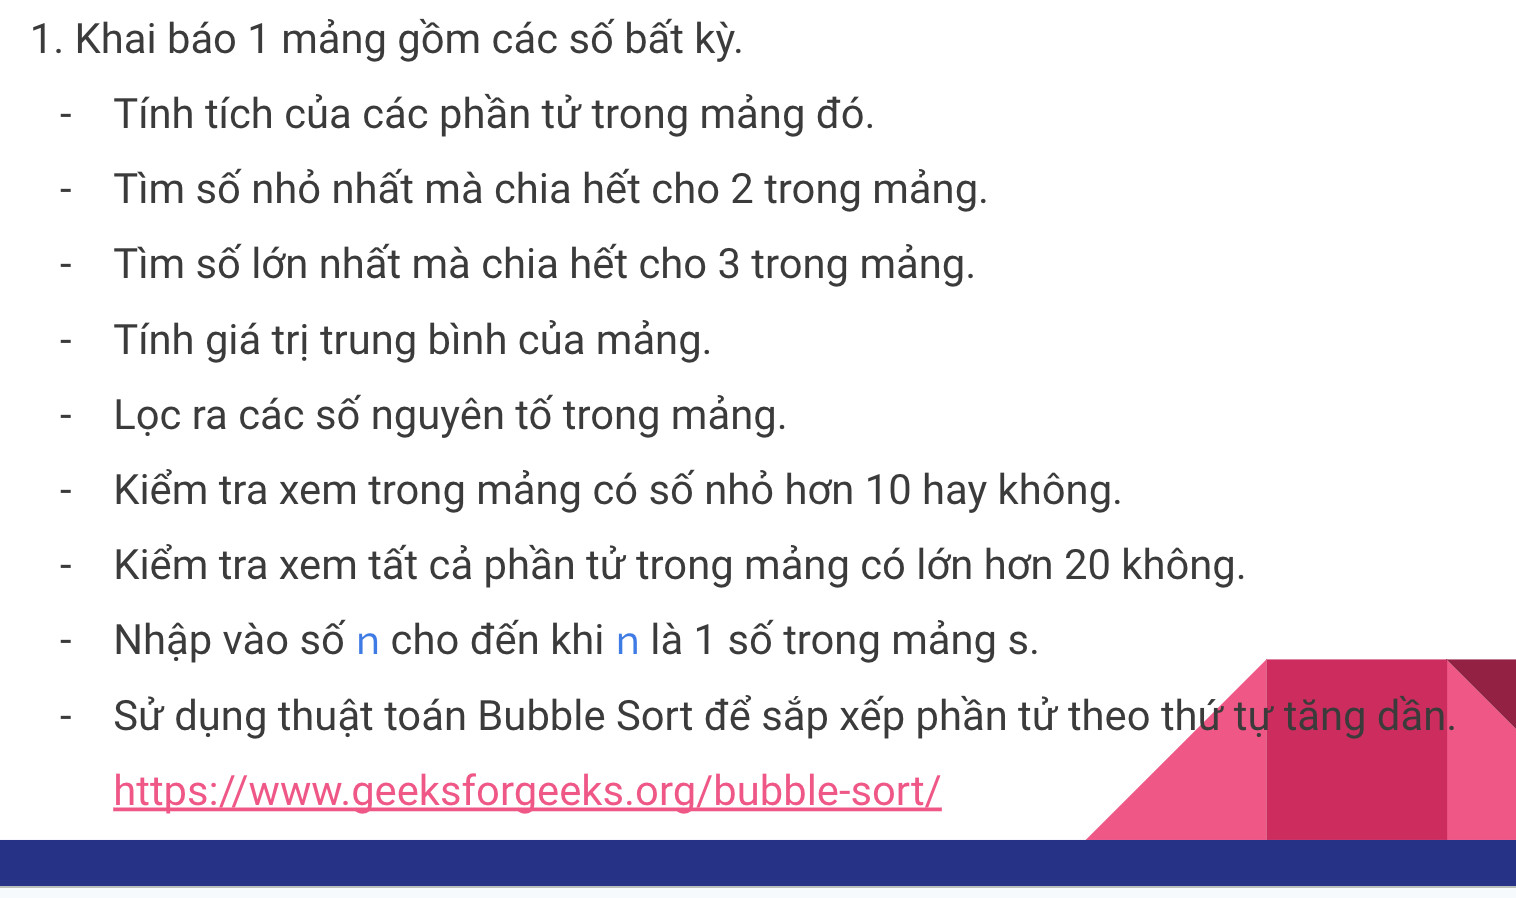 1. Khai báo 1 mảng gồm các số bất kỳ.
- Tính tích của các phần tử trong mảng đó.
- Tìm số nhỏ nhất mà chia hết cho 2 trong mảng.
- Tìm số lớn nhất mà chia hết cho 3 trong mảng.
- Tính giá trị trung bình của mảng.
- Lọc ra các số nguyên tố trong mảng.
- Kiểm tra xem trong mảng có số nhỏ hơn 10 hay không.
- Kiểm tra xem tất cả phần tử trong mảng có lớn hơn 20 không.
- Nhập vào số n cho đến khi n là 1 số trong mảng s.
- Sử dụng thuật toán Bubble Sort để sắp xếp phần tử theo thứ tự tăng dần.
https://www.geeksforgeeks.org/bubble-sort/